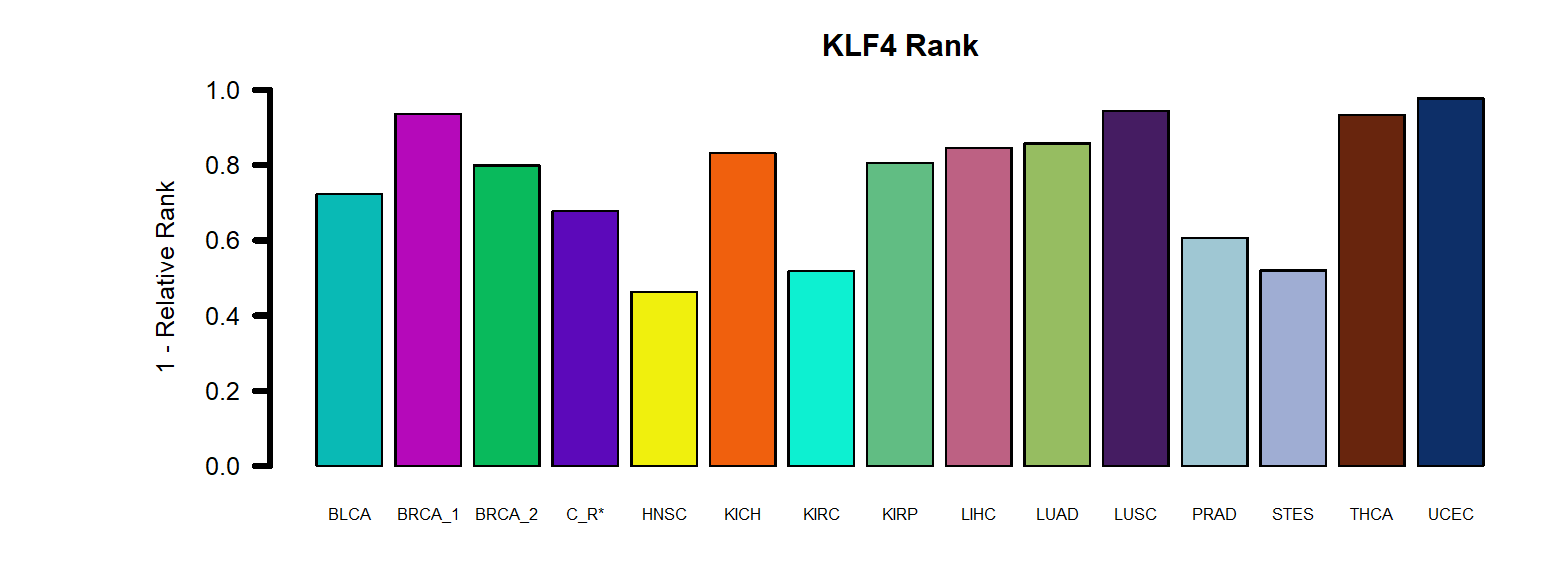 KLF4 Rank
1 - Relative Rank
1.0
0.8
0.6
0.4
0.2
0.0
BLCA BRCA_1 BRCA_2 C_R* HNSC KICH KIRC KIRP LIHC LUAD LUSC PRAD STES THCA UCEC